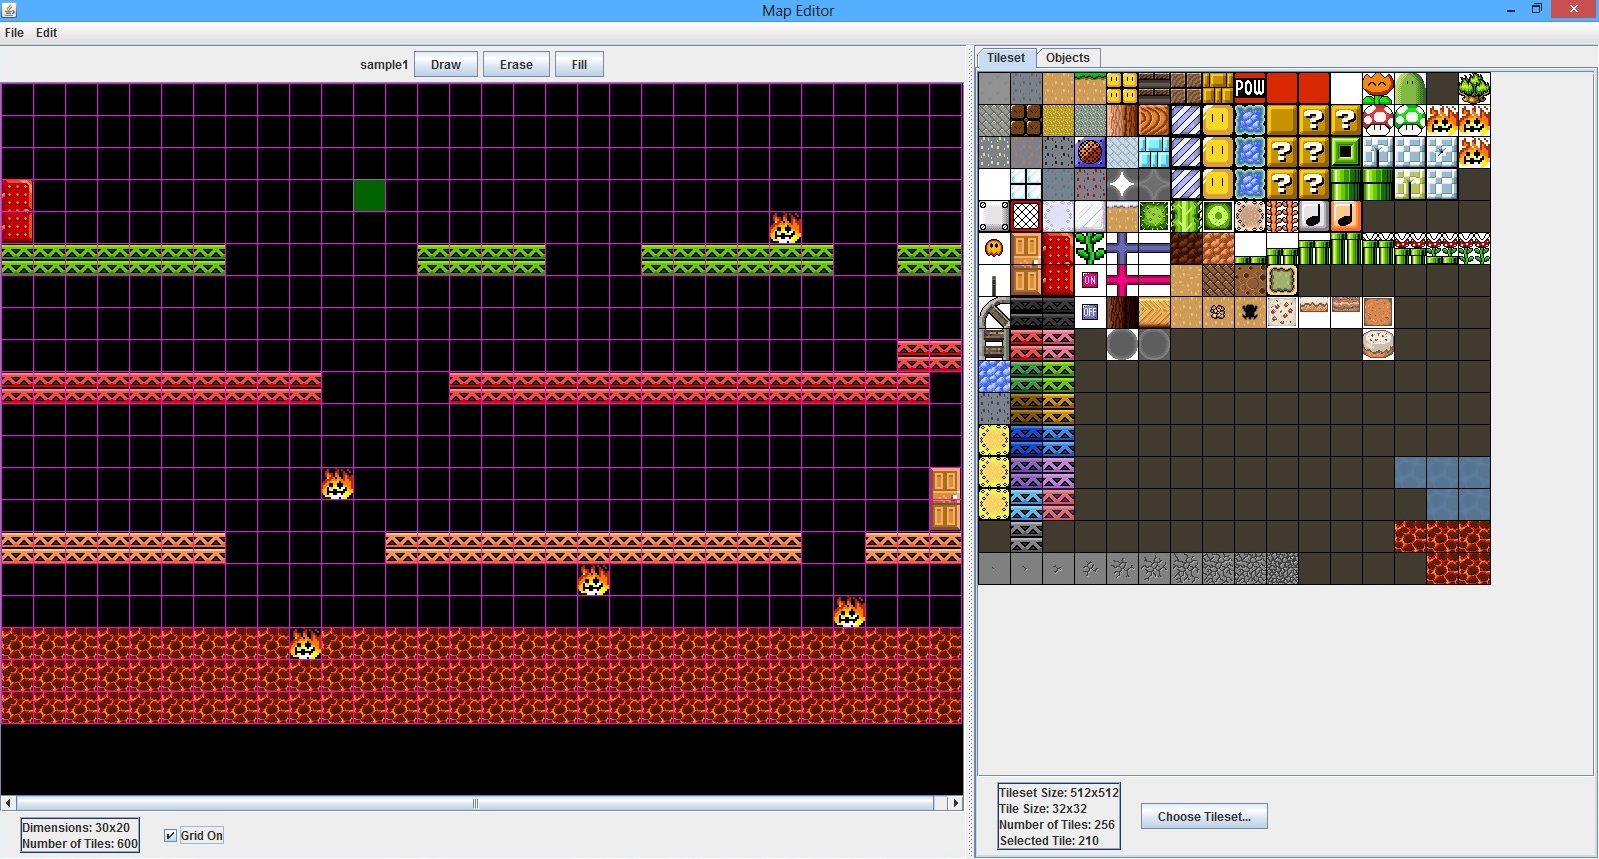 Map Editor
File Edit
sample1 Draw Erase Fill
Tileset Objects
POW
? ?
? ?
? ?
ON
OFF
Dimensions: 30x20
Number of Tiles: 600
Grid On
Tileset Size: 512x512
Tile Size: 32x32
Number of Tiles: 256
Selected Tile: 210
Choose Tileset...